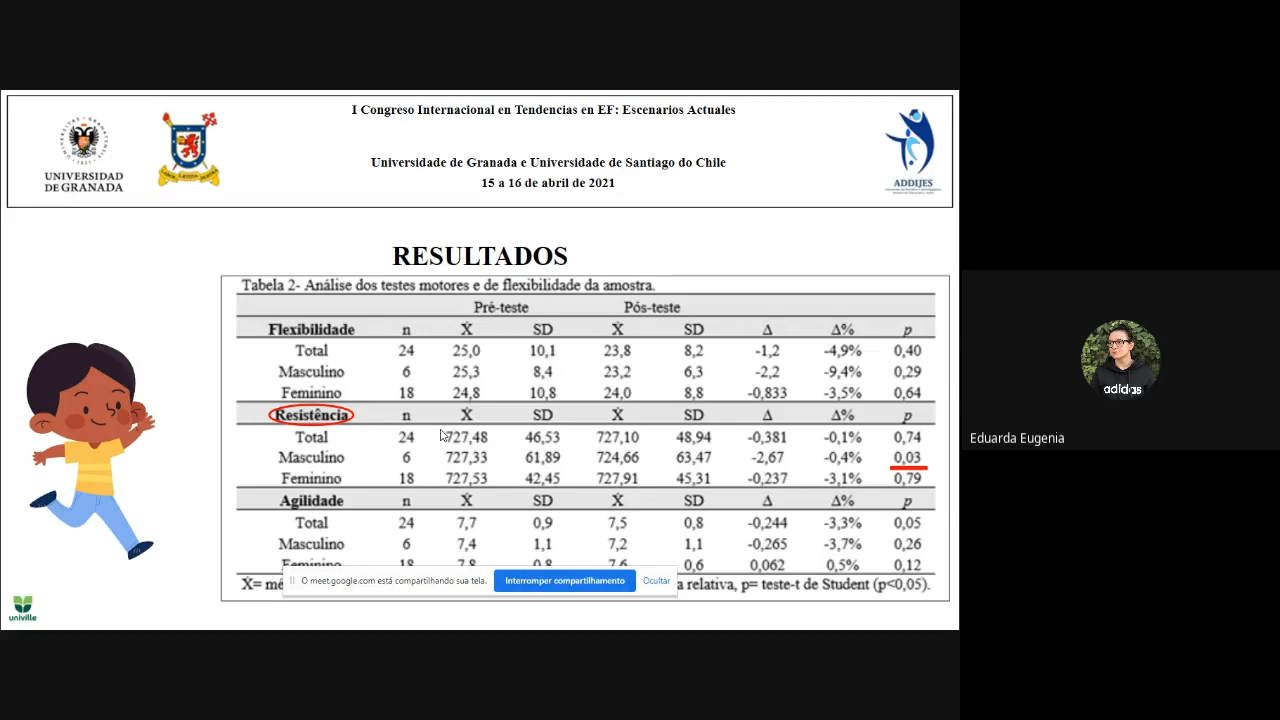 I Congreso Internacional en Tendencias en EF: Escenarios Actuales
Universidade de Granada e Universidade de Santiago do Chile
15 a 16 de abril de 2021
UNIVERSIDAD
DE GRANADA
ADDIJES
RESULTADOS
Tabela 2- Análise dos testes motores e de flexibilidade da amostra.
Pré-teste Pós-teste
Flexibilidade n Ẋ SD Ẋ SD Δ Δ% p
Total 24 25,0 10,1 23,8 8,2 -1,2 -4,9% 0,40
Masculino 6 25,3 8,4 23,2 6,3 -2,2 -9,4% 0,29
Feminino 18 24,8 10,8 24,0 8,8 -0,833 -3,5% 0,64
Resistência n Ẋ SD Ẋ SD Δ Δ% p
Total 24 727,48 46,53 727,10 48,94 -0,381 -0,1% 0,74
Masculino 6 727,33 61,89 724,66 63,47 -2,67 -0,4% 0,03
Feminino 18 727,53 42,45 727,91 45,31 -0,237 -3,1% 0,79
Agilidade n Ẋ SD Ẋ SD Δ Δ% p
Total 24 7,7 0,9 7,5 0,8 -0,244 -3,3% 0,05
Masculino 6 7,4 1,1 7,2 1,1 -0,265 -3,7% 0,26
Feminino 18 7,8 0,8 7,6 0,6 0,062 0,5% 0,12
Ẋ= relativa, p= teste-t de Student (p<0,05).
O meet.google.com está compartilhando sua tela. Interromper compartilhamento Ocultar
univille
adidas
Eduarda Eugenia